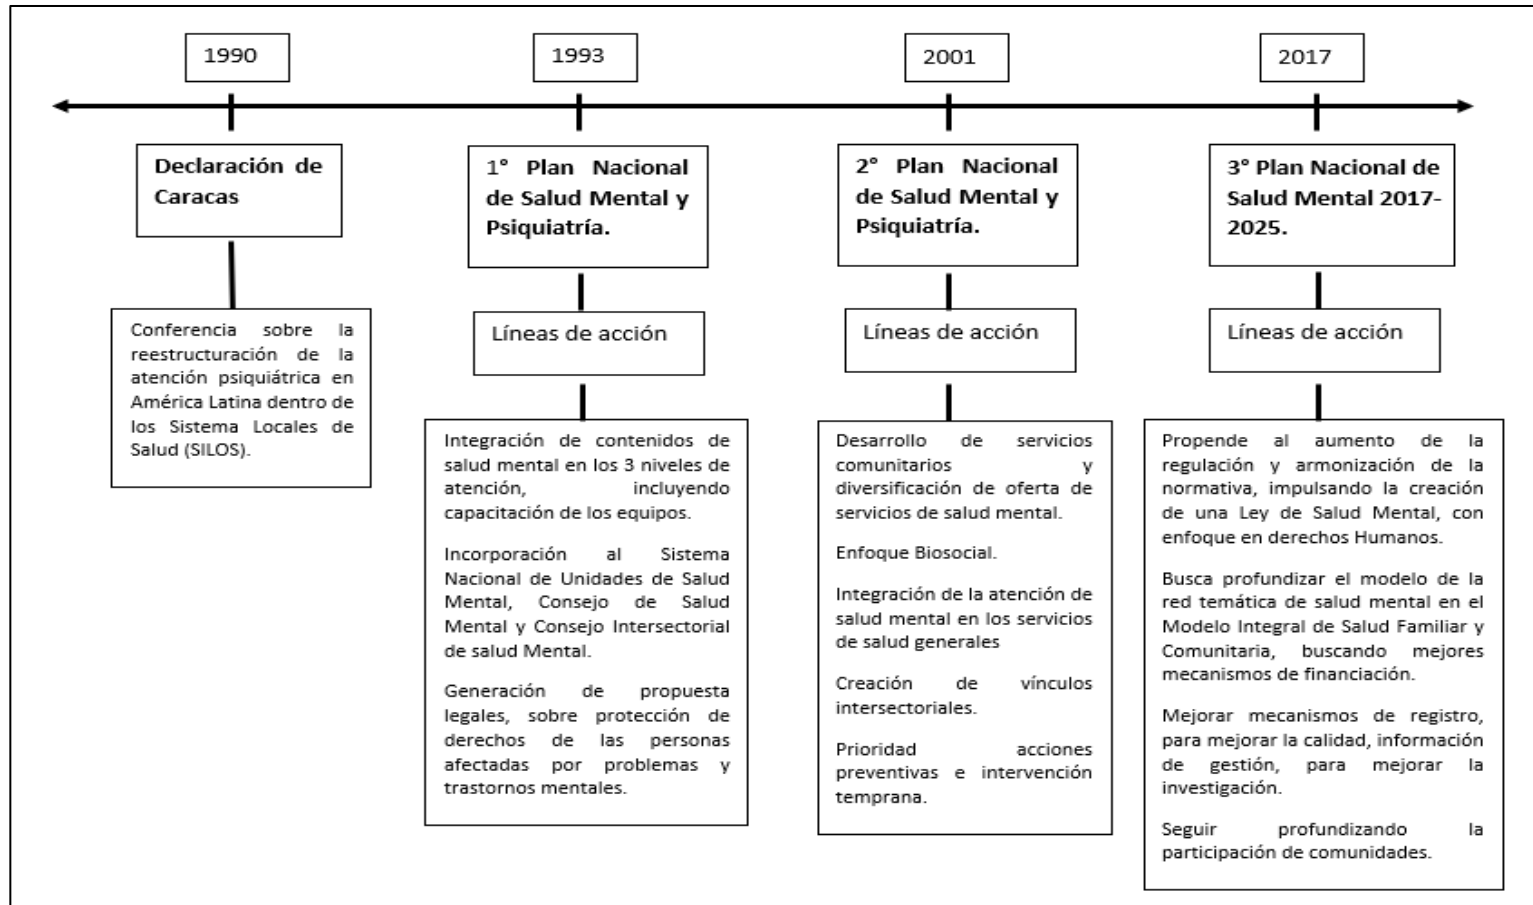 1990
1993
2001
2017
Declaración de
Caracas
1° Plan Nacional
de Salud Mental y
Psiquiatría.
2° Plan Nacional
de Salud Mental y
Psiquiatría.
3° Plan Nacional de
Salud Mental 2017-
2025.
Conferencia sobre la
reestructuración de la
atención psiquiátrica en
América Latina dentro de
los Sistema Locales de
Salud (SILOS).
Líneas de acción
Líneas de acción
Líneas de acción
Integración de contenidos de
salud mental en los 3 niveles de
atención, incluyendo
capacitación de los equipos.
Incorporación al Sistema
Nacional de Unidades de Salud
Mental, Consejo de Salud
Mental y Consejo Intersectorial
de salud Mental.
Generación de propuesta
legales, sobre protección de
derechos de las personas
afectadas por problemas y
trastornos mentales.
Desarrollo de servicios
comunitarios y
diversificación de oferta de
servicios de salud mental.
Enfoque Biosocial.
Integración de la atención de
salud mental en los servicios
de salud generales
Creación de vínculos
intersectoriales.
Prioridad acciones
preventivas e intervención
temprana.
Propende al aumento de la
regulación y armonización de la
normativa, impulsando la creación
de una Ley de Salud Mental, con
enfoque en derechos Humanos.
Busca profundizar el modelo de la
red temática de salud mental en el
Modelo Integral de Salud Familiar y
Comunitaria, buscando mejores
mecanismos de financiación.
Mejorar mecanismos de registro,
para mejorar la calidad, información
de gestión, para mejorar la
investigación.
Seguir profundizando la
participación de comunidades.